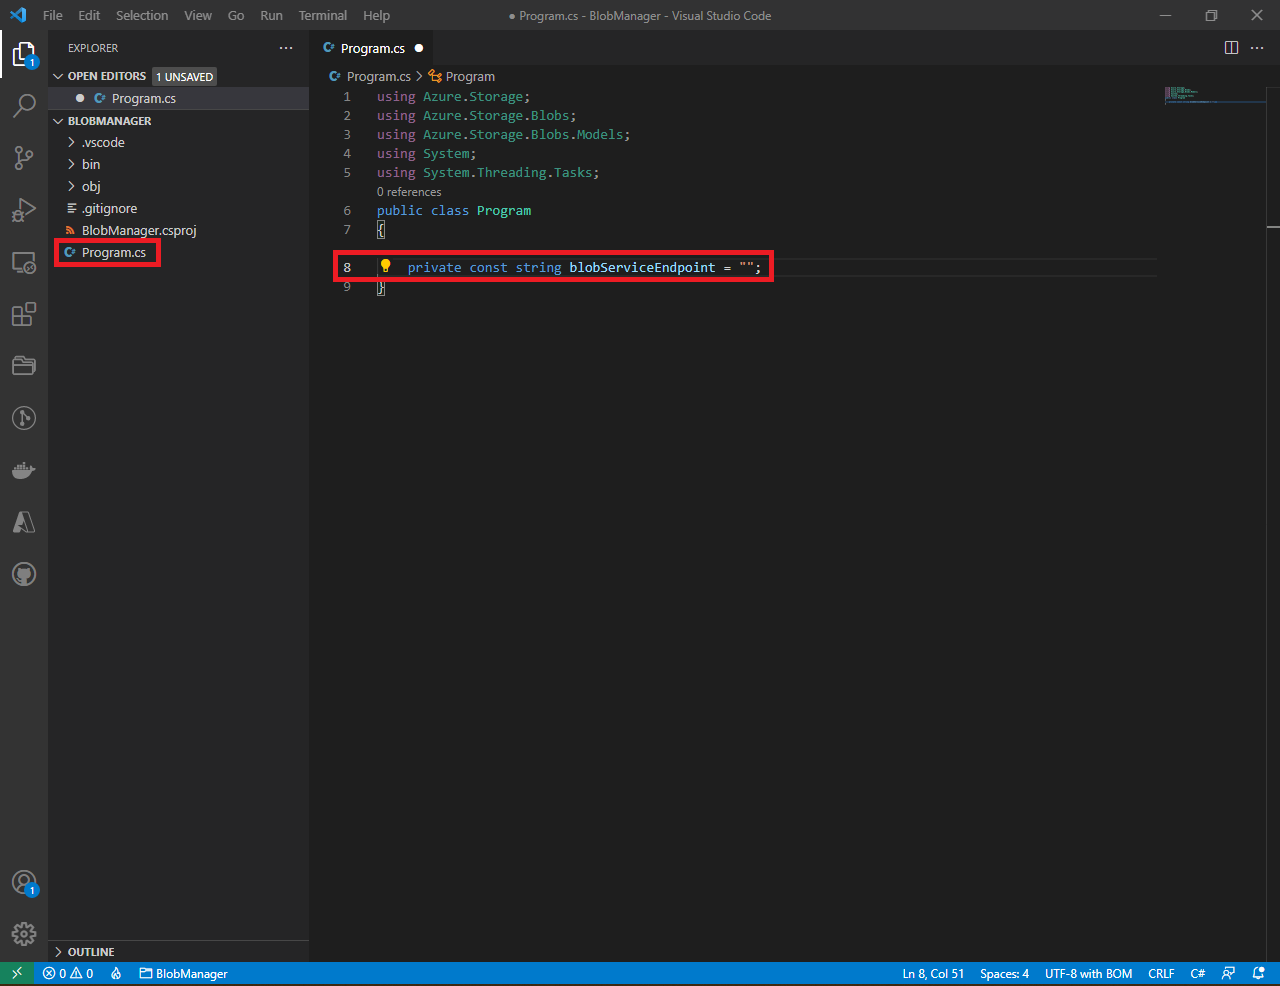 File Edit Selection View Go Run Terminal Help ● Program.cs - BlobManager - Visual Studio Code
EXPLORER
Program.cs
OPEN EDITORS 1 UNSAVED
Program.cs > Program
Program.cs
BLOBMANAGER
.vscode
bin
obj
.gitignore
BlobManager.csproj
Program.cs
1 using Azure.Storage;
2 using Azure.Storage.Blobs;
3 using Azure.Storage.Blobs.Models;
4 using System;
5 using System.Threading.Tasks;
0 references
6 public class Program
7 {
8 private const string blobServiceEndpoint = "";
9 }
1
1
OUTLINE
0 0 BlobManager Ln 8, Col 51 Spaces: 4 UTF-8 with BOM CRLF C#